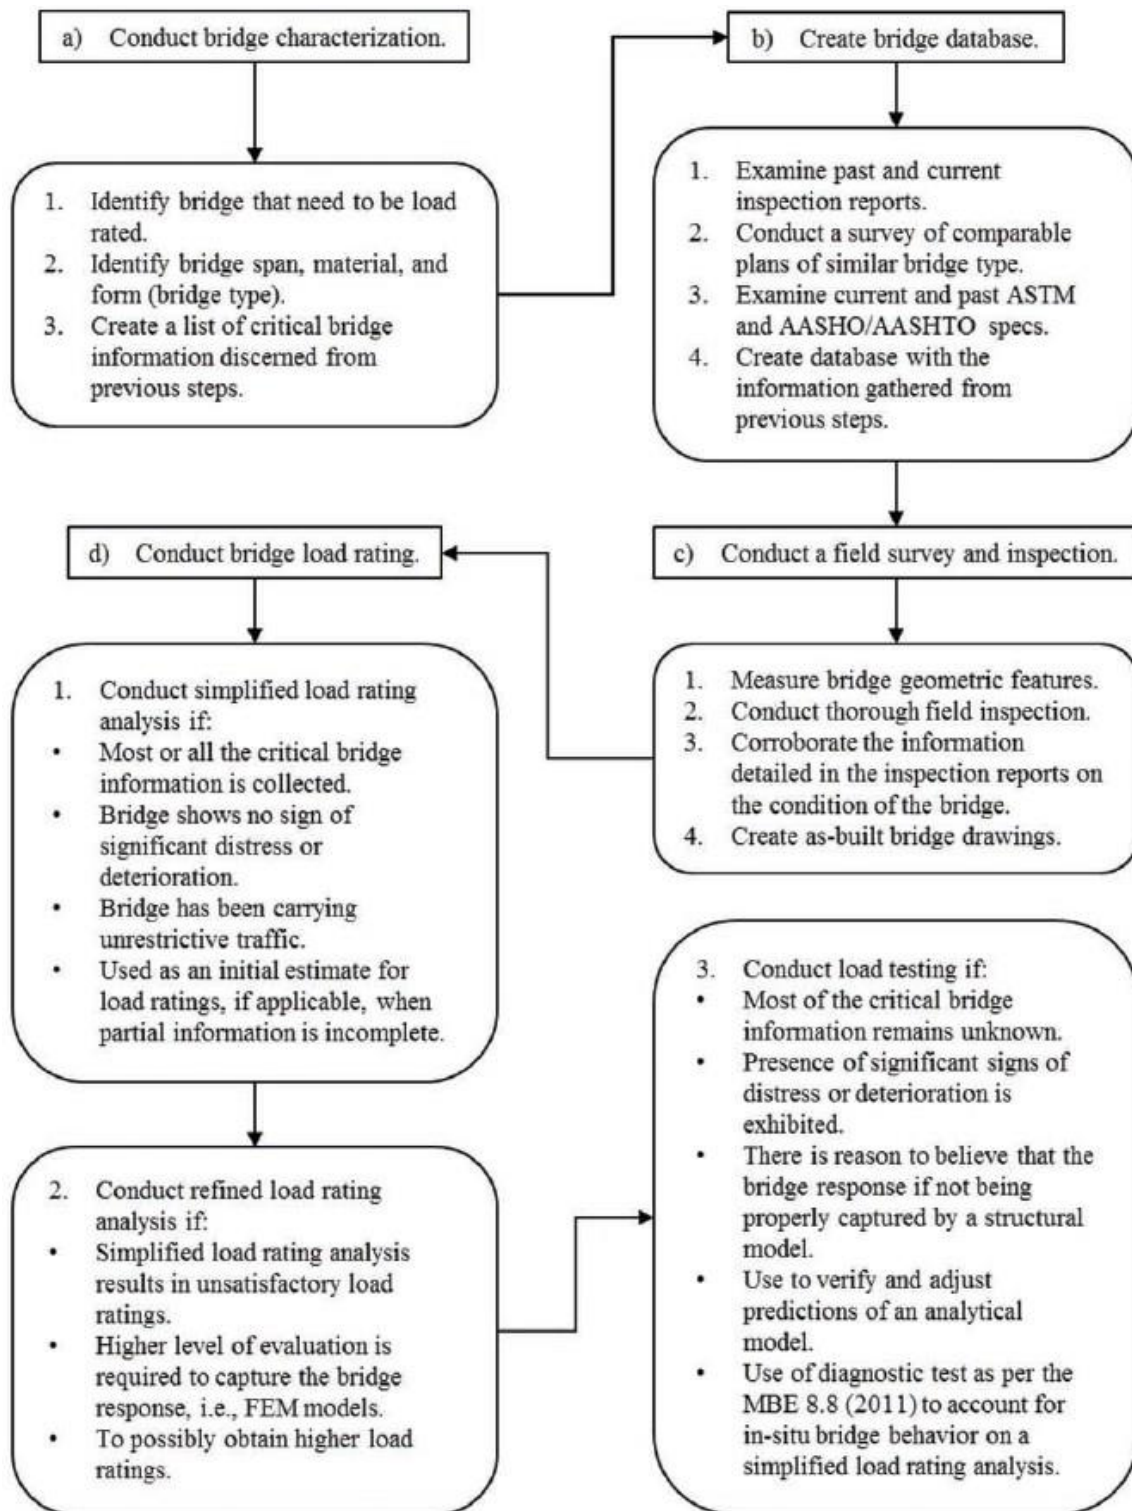 a) Conduct bridge characterization.
1. Identify bridge that need to be load
rated.
2. Identify bridge span, material, and
form (bridge type).
3. Create a list of critical bridge
information discerned from
previous steps.
b) Create bridge database.
1. Examine past and current
inspection reports.
2. Conduct a survey of comparable
plans of similar bridge type.
3. Examine current and past ASTM
and AASHO/AASHTO specs.
4. Create database with the
information gathered from
previous steps.
c) Conduct a field survey and inspection.
1. Measure bridge geometric features.
2. Conduct thorough field inspection.
3. Corroborate the information
detailed in the inspection reports on
the condition of the bridge.
4. Create as-built bridge drawings.
d) Conduct bridge load rating.
1. Conduct simplified load rating
analysis if:
• Most or all the critical bridge
information is collected.
• Bridge shows no sign of
significant distress or
deterioration.
• Bridge has been carrying
unrestrictive traffic.
• Used as an initial estimate for
load ratings, if applicable, when
partial information is incomplete.
2. Conduct refined load rating
analysis if:
• Simplified load rating analysis
results in unsatisfactory load
ratings.
• Higher level of evaluation is
required to capture the bridge
response, i.e., FEM models.
• To possibly obtain higher load
ratings.
3. Conduct load testing if:
• Most of the critical bridge
information remains unknown.
• Presence of significant signs of
distress or deterioration is
exhibited.
• There is reason to believe that the
bridge response if not being
properly captured by a structural
model.
• Use to verify and adjust
predictions of an analytical
model.
• Use of diagnostic test as per the
MBE 8.8 (2011) to account for
in-situ bridge behavior on a
simplified load rating analysis.